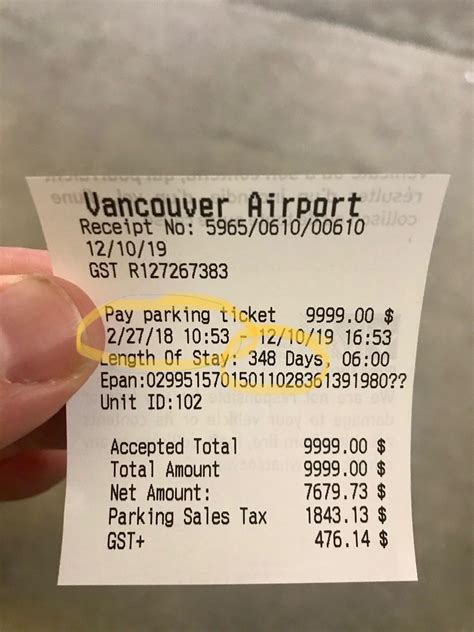 Vancouver Airport
Receipt No: 5965/0610/00610
12/10/19
GST R127267383
Pay parking ticket 9999.00 $
2/27/18 10:53 - 12/10/19 16:53
Length Of Stay: 348 Days 06:00
Epan:02995157015011028361391980??
Unit ID:102
Accepted Total 9999.00 $
Total Amount 9999.00 $
Net Amount: 7679.73 $
Parking Sales Tax 1843.13 $
GST+ 476.14 $